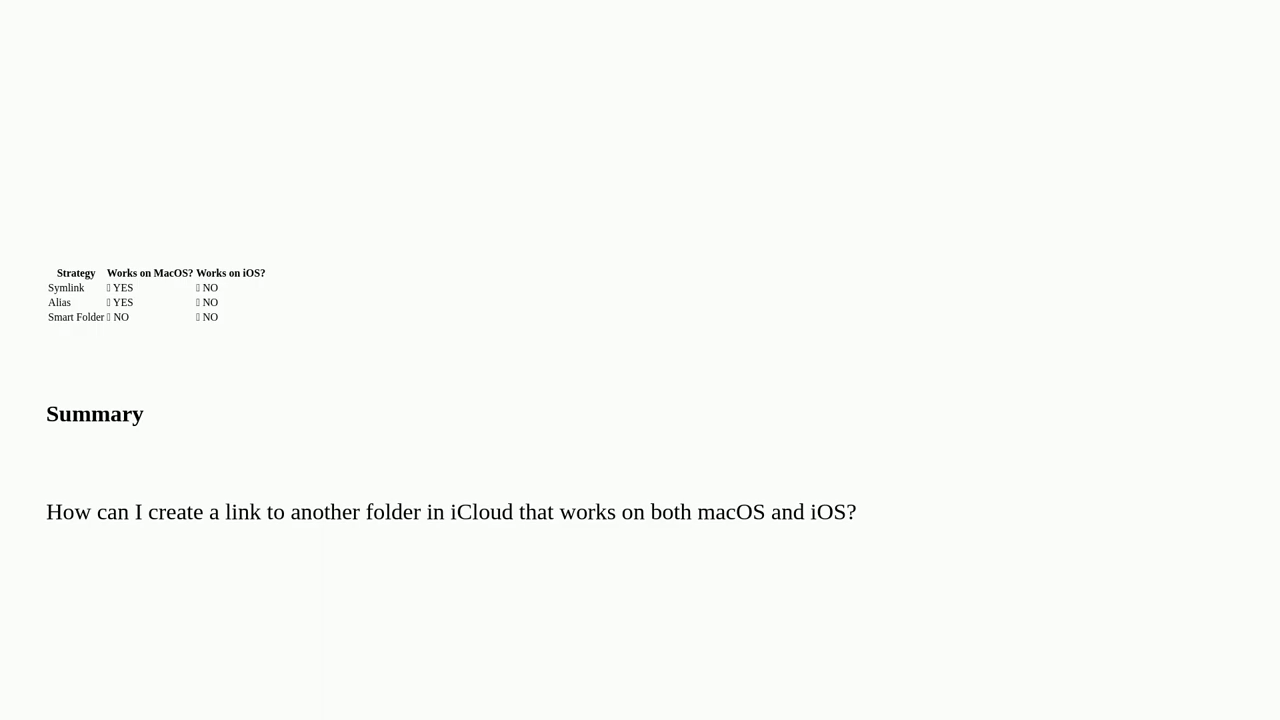 Strategy Works on MacOS? Works on iOS?
Symlink YES NO
Alias YES NO
Smart Folder NO NO
Summary
How can I create a link to another folder in iCloud that works on both macOS and iOS?